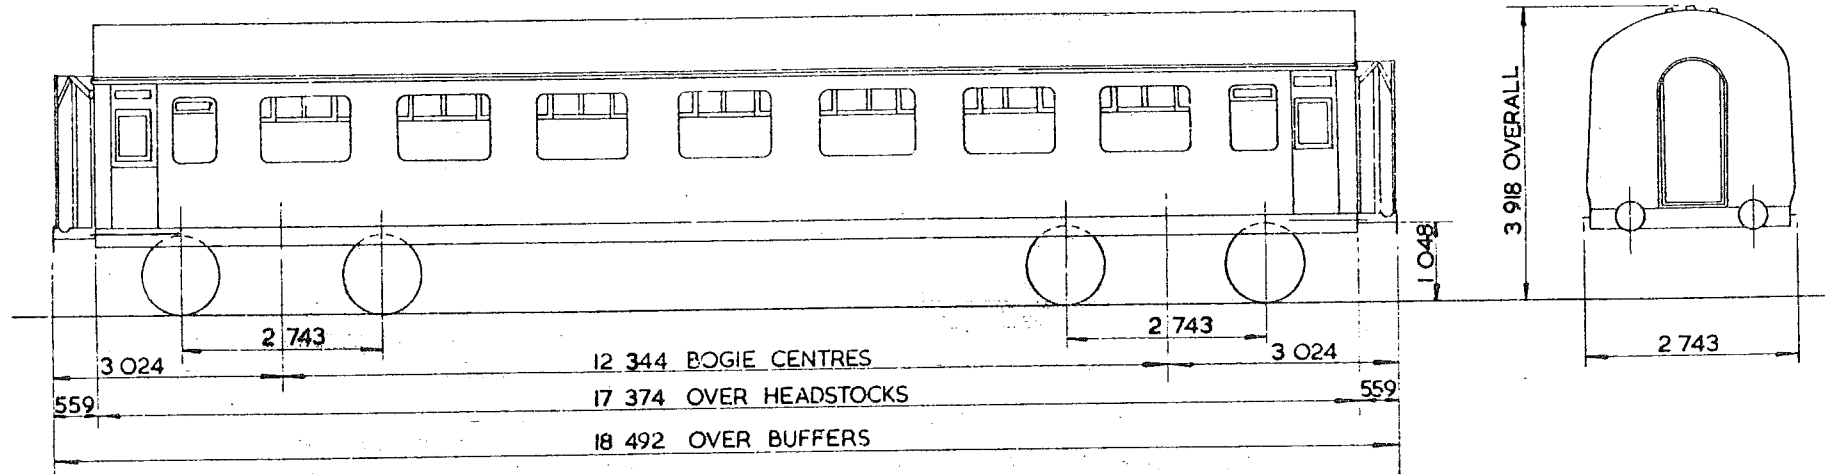 3 918 OVERALL
1 048
2 743
2 743
2 743
3 024
12 344 BOGIE CENTRES
3 024
559
17 374 OVER HEADSTOCKS
559
18 492 OVER BUFFERS